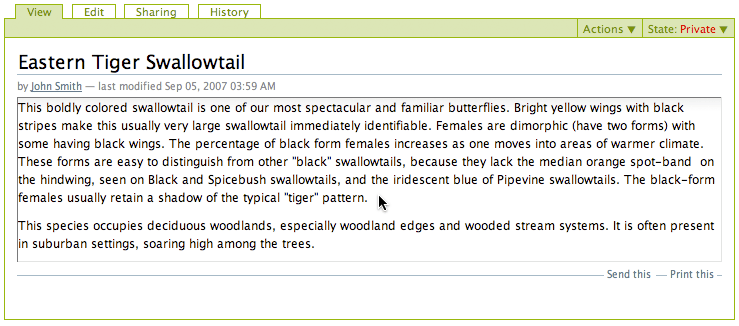 View Edit Sharing History
Actions ▼ State: Private ▼
Eastern Tiger Swallowtail
by John Smith — last modified Sep 05, 2007 03:59 AM
This boldly colored swallowtail is one of our most spectacular and familiar butterflies. Bright yellow wings with black
stripes make this usually very large swallowtail immediately identifiable. Females are dimorphic (have two forms) with
some having black wings. The percentage of black form females increases as one moves into areas of warmer climate.
These forms are easy to distinguish from other "black" swallowtails, because they lack the median orange spot-band on
the hindwing, seen on Black and Spicebush swallowtails, and the iridescent blue of Pipevine swallowtails. The black-form
females usually retain a shadow of the typical "tiger" pattern.
This species occupies deciduous woodlands, especially woodland edges and wooded stream systems. It is often present
in suburban settings, soaring high among the trees.
Send this — Print this —